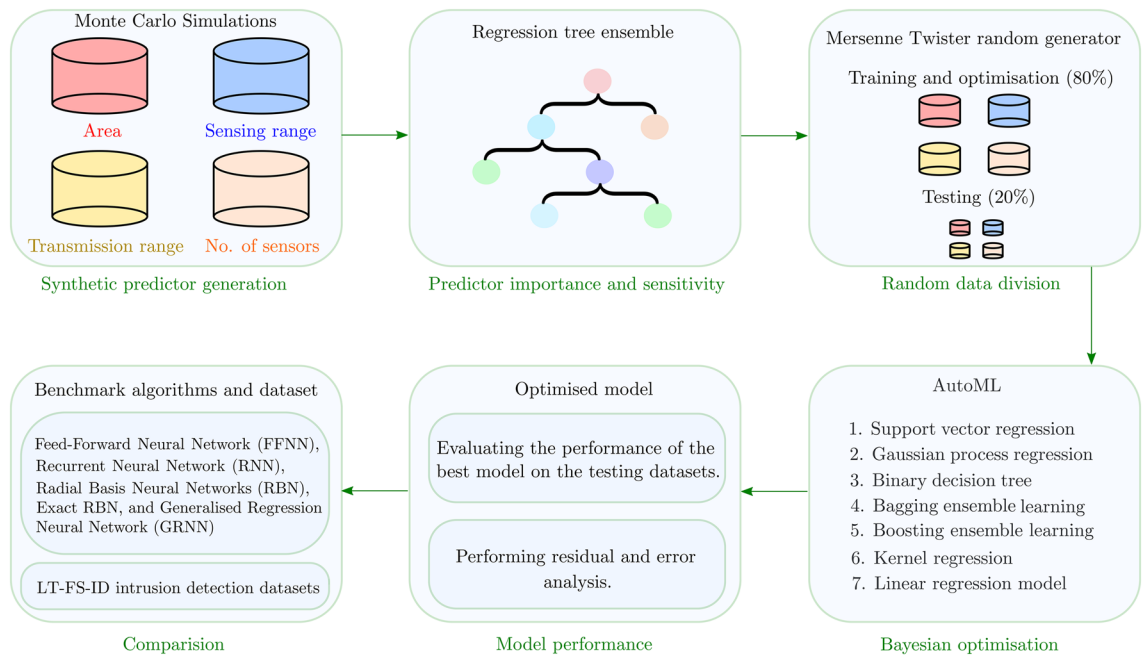 Monte Carlo Simulations
Area
Sensing range
Transmission range
No. of sensors
Synthetic predictor generation
Regression tree ensemble
Predictor importance and sensitivity
Mersenne Twister random generator
Training and optimisation (80%)
Testing (20%)
Random data division
AutoML
1. Support vector regression
2. Gaussian process regression
3. Binary decision tree
4. Bagging ensemble learning
5. Boosting ensemble learning
6. Kernel regression
7. Linear regression model
Bayesian optimisation
Optimised model
Evaluating the performance of the
best model on the testing datasets.
Performing residual and error
analysis.
Model performance
Benchmark algorithms and dataset
Feed-Forward Neural Network (FFNN),
Recurrent Neural Network (RNN),
Radial Basis Neural Networks (RBN),
Exact RBN, and Generalised Regression
Neural Network (GRNN)
LT-FS-ID intrusion detection datasets
Comparision